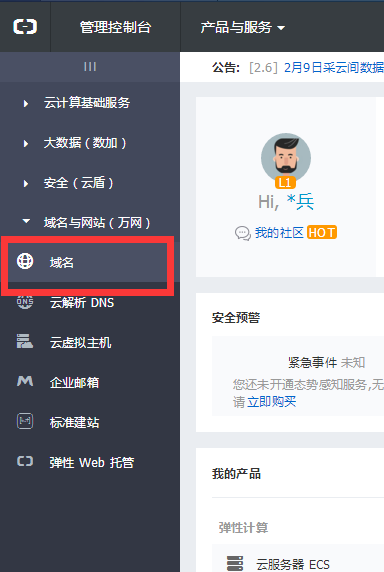 管理控制台
产品与服务
公告: [2.6] 2月9日采云间数据
云计算基础服务
大数据（数加）
安全（云盾）
域名与网站（万网）
域名
DNS 云解析 DNS
云虚拟主机
企业邮箱
标准建站
弹性 Web 托管
L1
Hi, *兵
我的社区 HOT
安全预警
紧急事件 未知
您还未开通态势感知服务,无
请立即购买
我的产品
弹性计算
云服务器 ECS